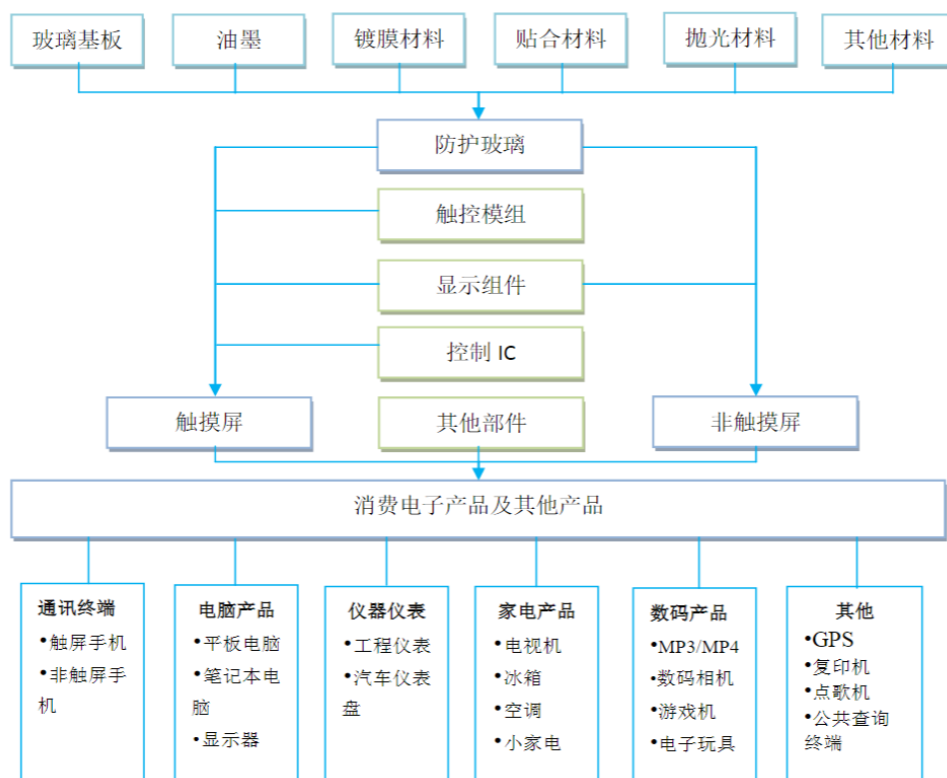 玻璃基板
油墨
镀膜材料
贴合材料
抛光材料
其他材料
防护玻璃
触控模组
显示组件
控制 IC
触摸屏
其他部件
非触摸屏
消费电子产品及其他产品
通讯终端
•触屏手机
•非触屏手
机
电脑产品
•平板电脑
•笔记本电
脑
•显示器
仪器仪表
•工程仪表
•汽车仪表
盘
家电产品
•电视机
•冰箱
•空调
•小家电
数码产品
•MP3/MP4
•数码相机
•游戏机
•电子玩具
其他
•GPS
•复印机
•点歌机
•公共查询
终端